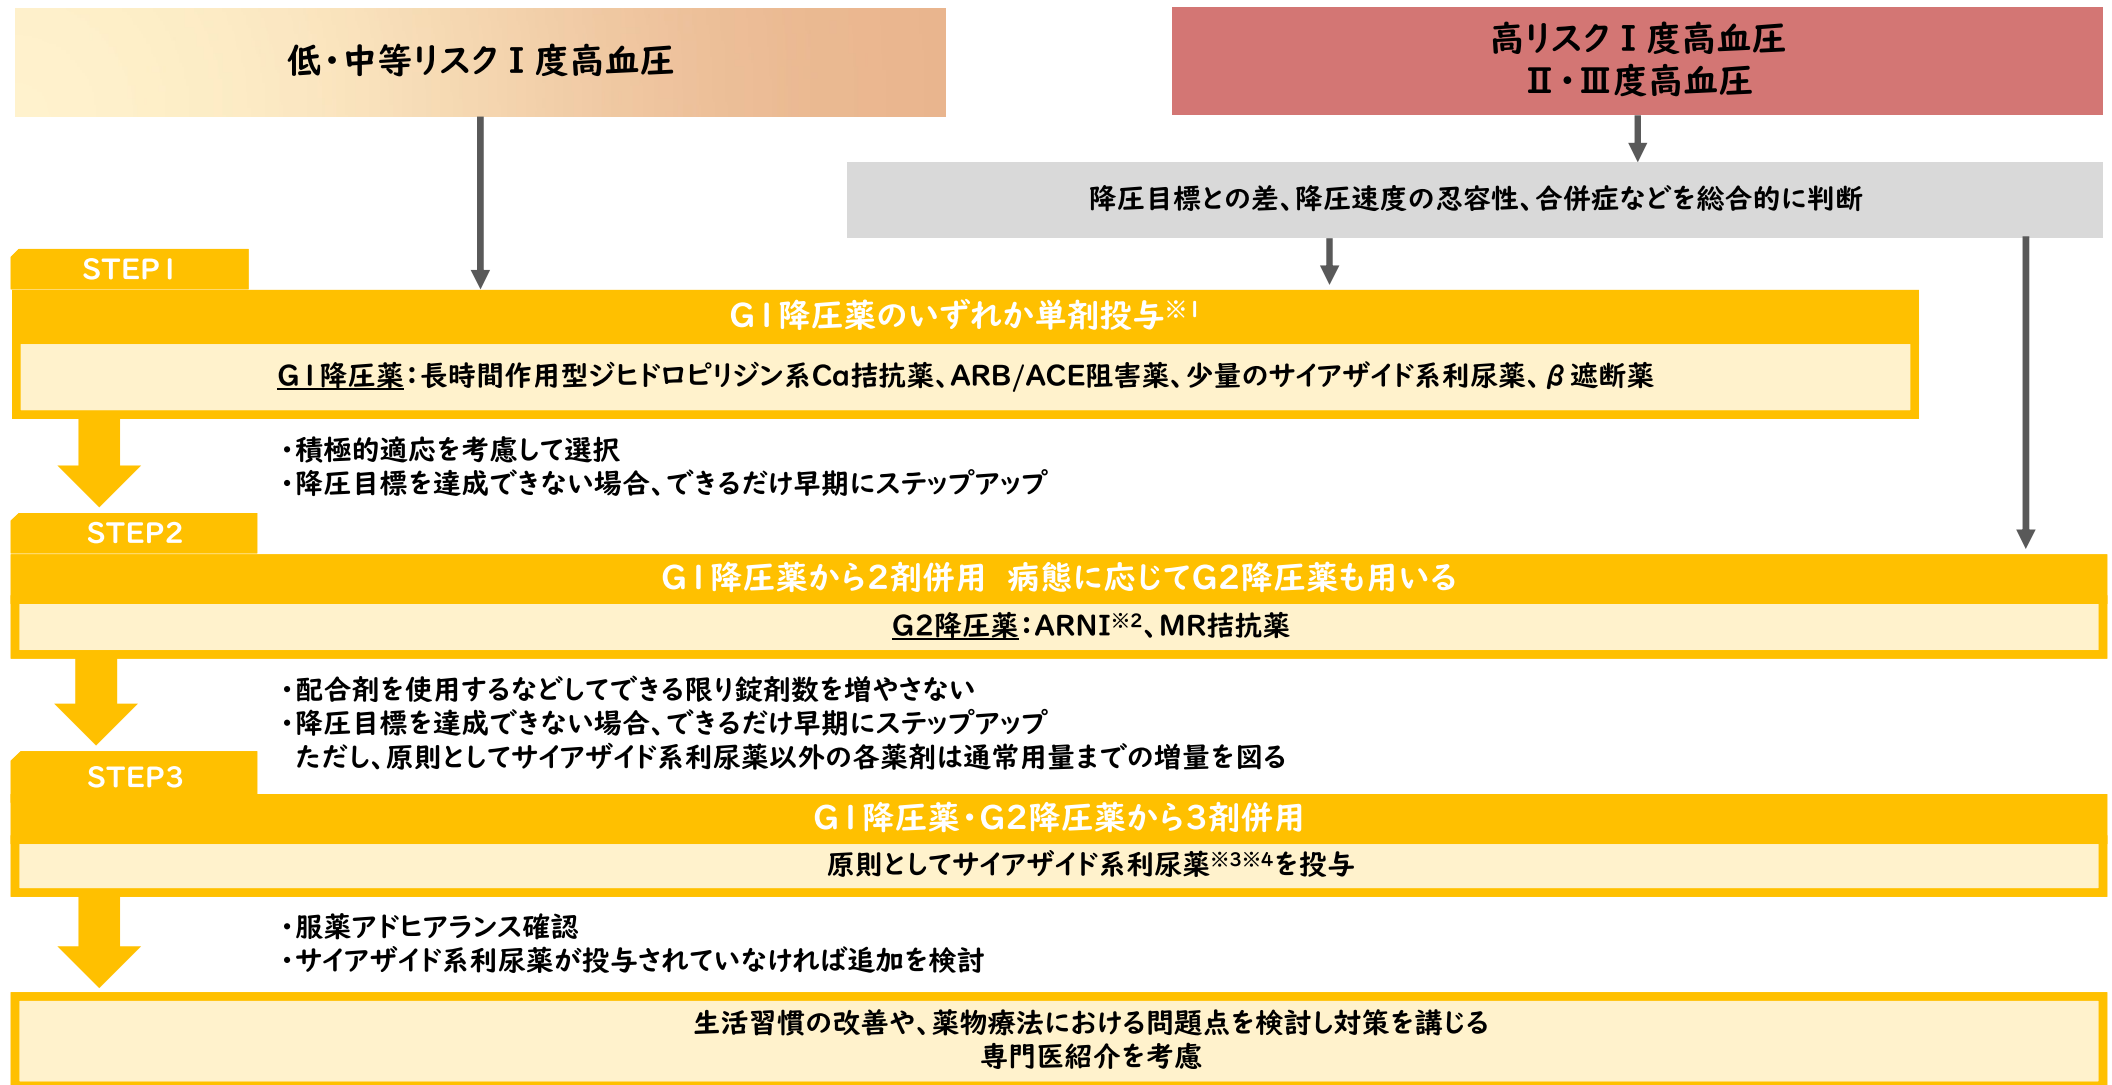 低・中等リスクⅠ度高血圧
高リスクⅠ度高血圧
Ⅱ・Ⅲ度高血圧
降圧目標との差、降圧速度の忍容性、合併症などを総合的に判断
STEP1
G1降圧薬のいずれか単剤投与※1
G1降圧薬：長時間作用型ジヒドロピリジン系Ca拮抗薬、ARB/ACE阻害薬、少量のサイアザイド系利尿薬、β遮断薬
・積極的適応を考慮して選択
・降圧目標を達成できない場合、できるだけ早期にステップアップ
STEP2
G1降圧薬から2剤併用　病態に応じてG2降圧薬も用いる
G2降圧薬：ARNI※2、MR拮抗薬
・配合剤を使用するなどしてできる限り錠剤数を増やさない
・降圧目標を達成できない場合、できるだけ早期にステップアップ
ただし、原則としてサイアザイド系利尿薬以外の各薬剤は通常用量までの増量を図る
STEP3
G1降圧薬・G2降圧薬から3剤併用
原則としてサイアザイド系利尿薬※3※4を投与
・服薬アドヒアランス確認
・サイアザイド系利尿薬が投与されていなければ追加を検討
生活習慣の改善や、薬物療法における問題点を検討し対策を講じる
専門医紹介を考慮